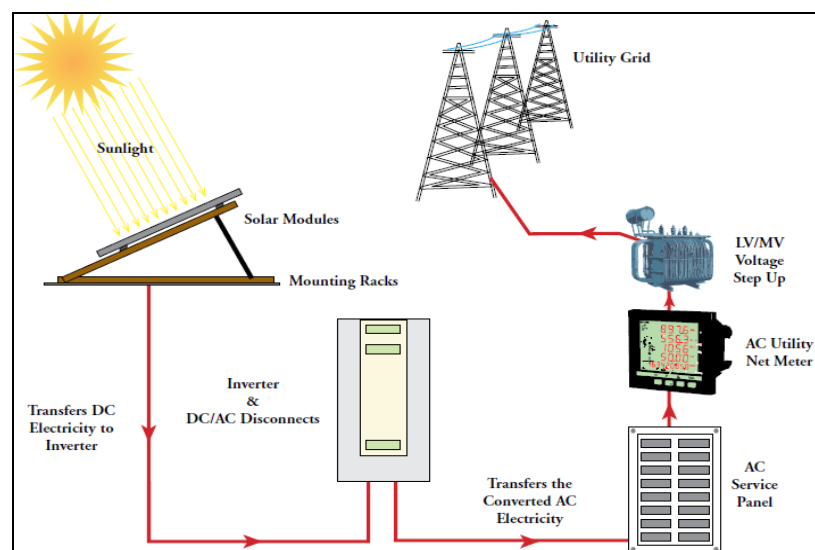 Utility Grid
Sunlight
Solar Modules
Mounting Racks
LV/MV
Voltage
Step Up
AC Utility
Net Meter
Inverter
&
DC/AC Disconnects
Transfers DC
Electricity to
Inverter
Transfers the
Converted AC
Electricity
AC
Service
Panel